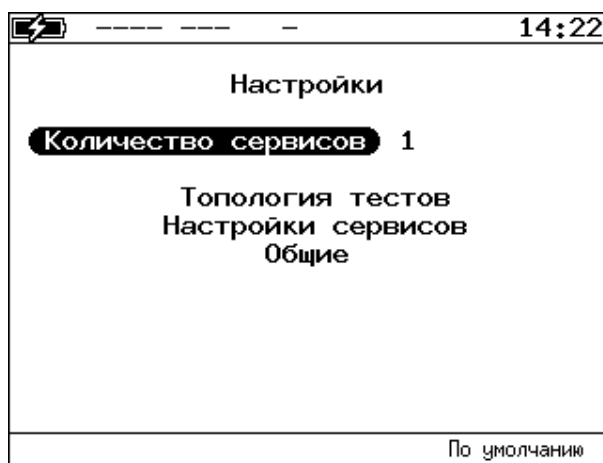 ---- --- - 14:22
Настройки
Количество сервисов 1
Топология тестов
Настройки сервисов
Общие
По умолчанию